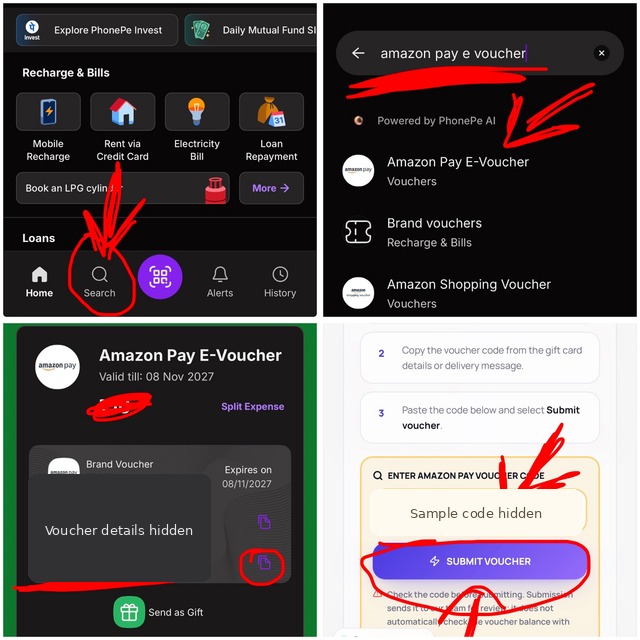 Explore PhonePe Invest
Daily Mutual Fund SI
Invest
Recharge & Bills
Mobile
Recharge
Rent via
Credit Card
Electricity
Bill
Loan
Repayment
Book an LPG cylinder
More →
Loans
Home
Search
Alerts
History
amazon pay e voucher
Powered by PhonePe AI
amazon pay
Amazon Pay E-Voucher
Vouchers
Brand vouchers
Recharge & Bills
Amazon Shopping Voucher
Vouchers
amazon pay
Amazon Pay E-Voucher
Valid till: 08 Nov 2027
Split Expense
amazon pay
Brand Voucher
Expires on
08/11/2027
Voucher details hidden
Send as Gift
2
Copy the voucher code from the gift card
details or delivery message.
3
Paste the code below and select Submit
voucher.
ENTER AMAZON PAY VOUCHER CODE
Sample code hidden
SUBMIT VOUCHER
Check the code before submitting. Submission
sends it to our team for review; it does not
automatically check the voucher balance with